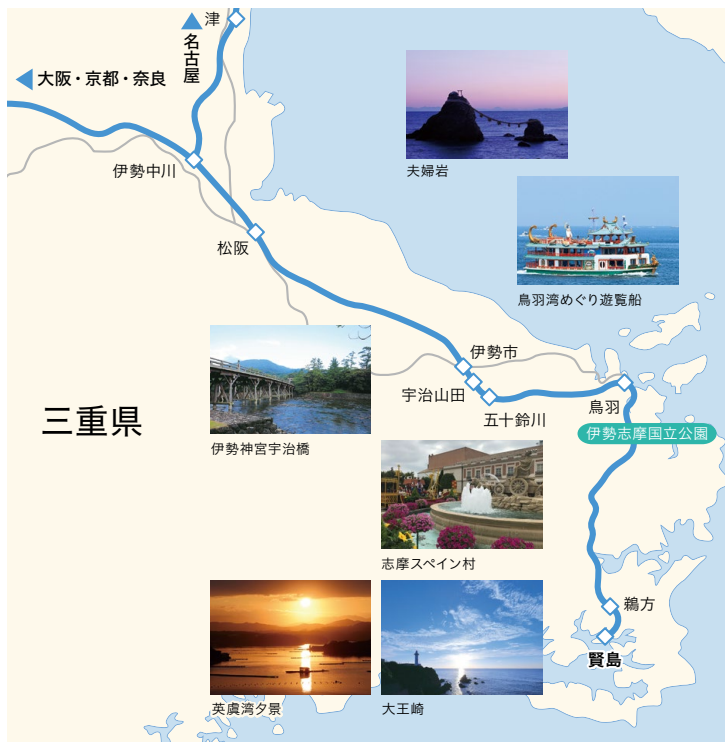 津
名古屋
大阪・京都・奈良
伊勢中川
夫婦岩
松阪
鳥羽湾めぐり遊覧船
伊勢市
宇治山田
五十鈴川
鳥羽
三重県
伊勢志摩国立公園
伊勢神宮宇治橋
志摩スペイン村
鵜方
賢島
英虞湾夕景
大王崎